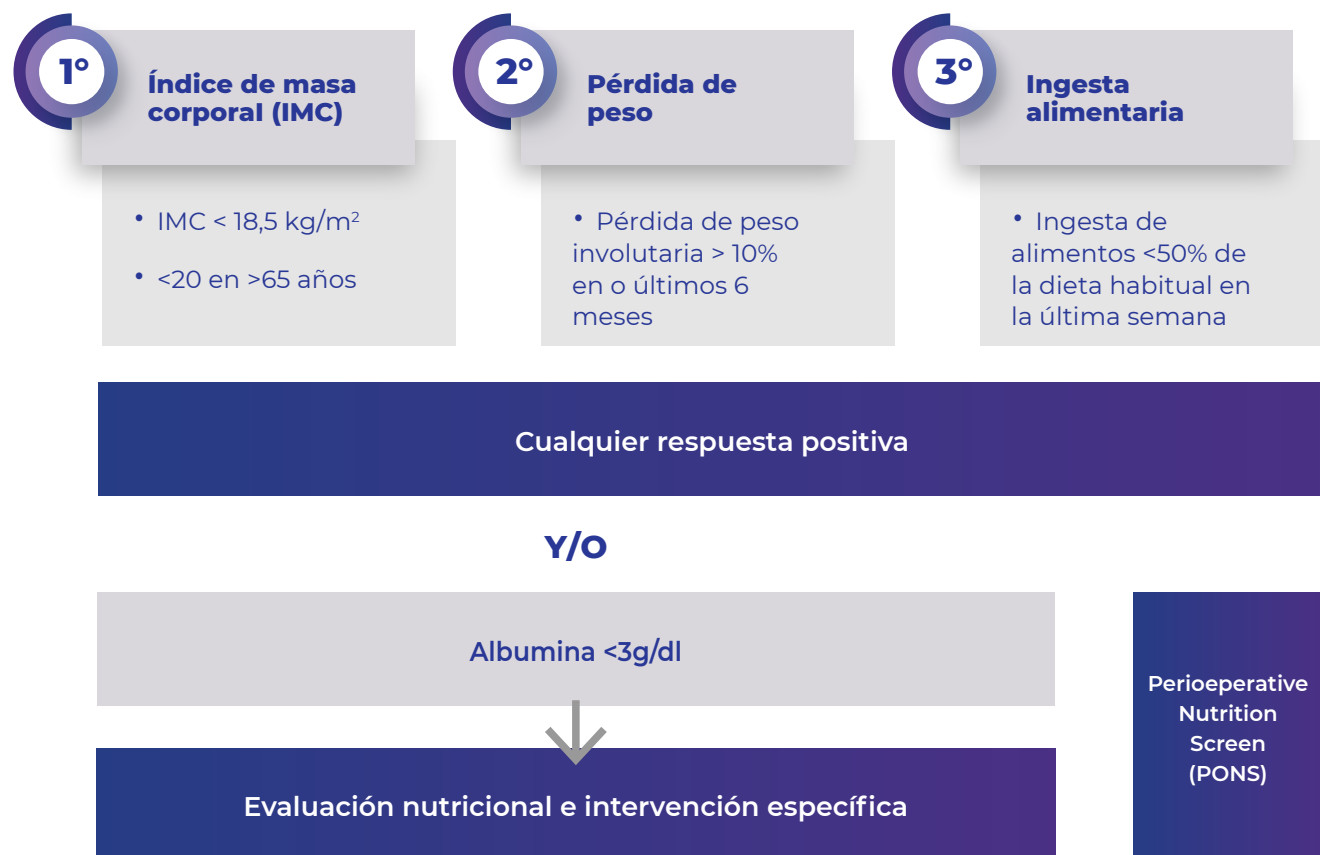 1º
Índice de masa
corporal (IMC)
• IMC < 18,5 kg/m²
• <20 en >65 años
2º
Pérdida de
peso
• Pérdida de peso
involutaria > 10%
en o últimos 6
meses
3º
Ingesta
alimentaria
• Ingesta de
alimentos <50% de
la dieta habitual en
la última semana
Cualquier respuesta positiva
Y/O
Albumina <3g/dl
Evaluación nutricional e intervención específica
Perioeperative
Nutrition
Screen
(PONS)